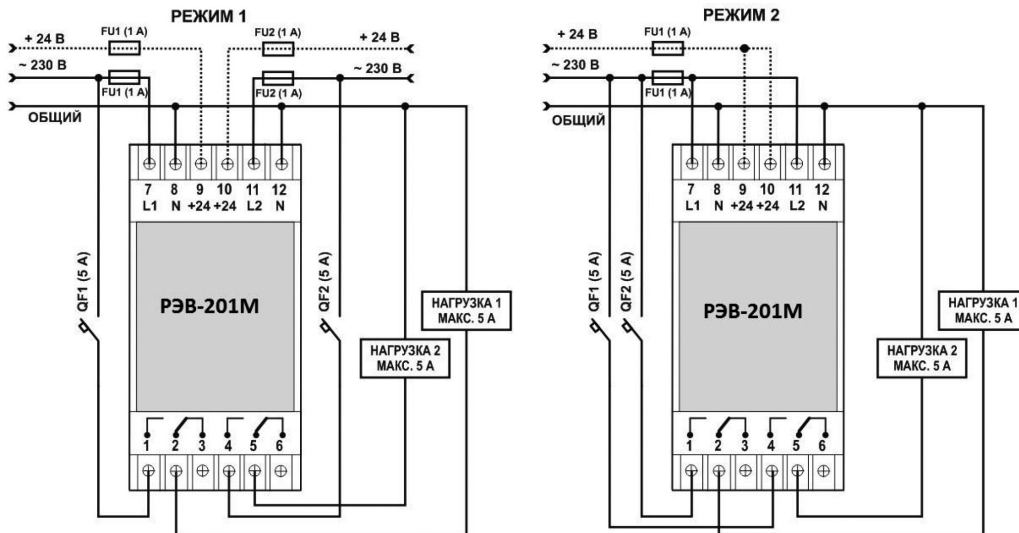 РЕЖИМ 1
+ 24 В
FU1 (1 А)
FU2 (1 А)
+ 24 В
~ 230 В
FU1 (1 А)
FU2 (1 А)
~ 230 В
ОБЩИЙ
7 8 9 10 11 12
L1 N +24 +24 L2 N
QF1 (5 А)
РЭВ-201М
QF2 (5 А)
НАГРУЗКА 1
МАКС. 5 А
НАГРУЗКА 2
МАКС. 5 А
1 2 3 4 5 6
РЕЖИМ 2
+ 24 В
FU1 (1 А)
~ 230 В
FU1 (1 А)
ОБЩИЙ
7 8 9 10 11 12
L1 N +24 +24 L2 N
QF1 (5 А)
QF2 (5 А)
РЭВ-201М
НАГРУЗКА 1
МАКС. 5 А
НАГРУЗКА 2
МАКС. 5 А
1 2 3 4 5 6